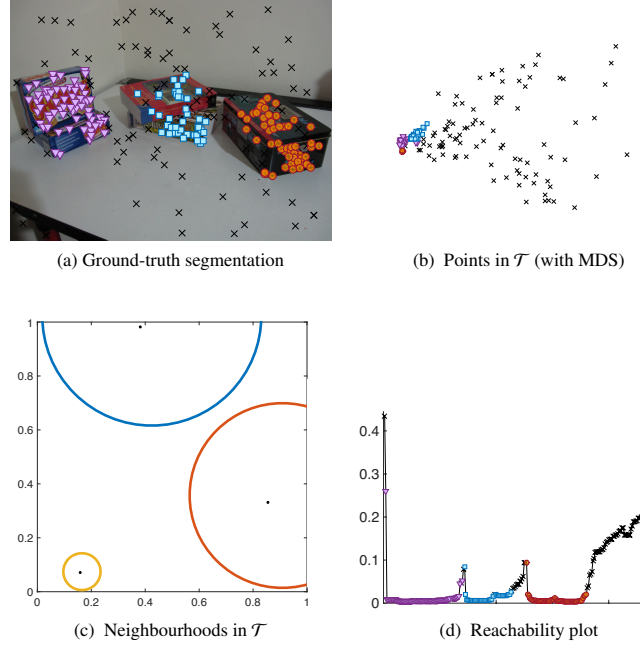 (a) Ground-truth segmentation
(b) Points in 𝒯 (with MDS)
1
0.8
0.6
0.4
0.2
0
0 0.2 0.4 0.6 0.8 1
(c) Neighbourhoods in 𝒯
0.4
0.3
0.2
0.1
0
(d) Reachability plot